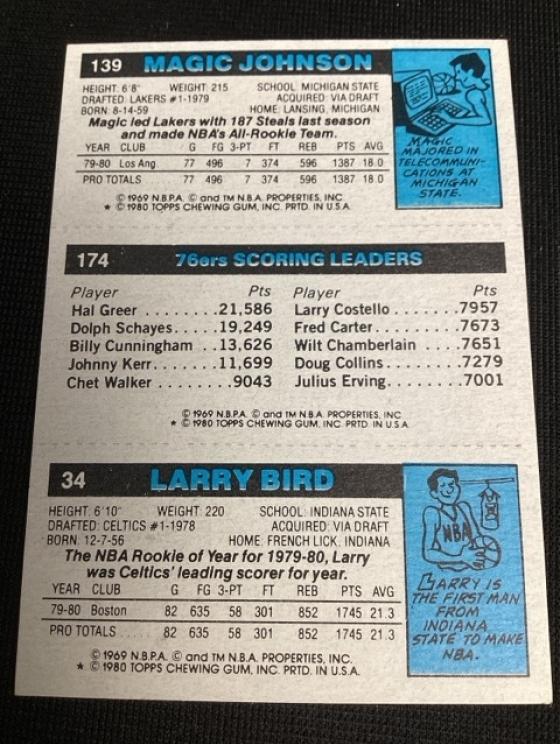 139 MAGIC JOHNSON
HEIGHT: 6'8" WEIGHT: 215 SCHOOL: MICHIGAN STATE
DRAFTED: LAKERS #1-1979 ACQUIRED: VIA DRAFT
BORN: 8-14-59 HOME: LANSING, MICHIGAN
Magic led Lakers with 187 Steals last season
and made NBA's All-Rookie Team.
YEAR CLUB G FG 3-PT FT REB PTS AVG
79-80 Los Ang 77 496 7 374 596 1387 18.0
PRO TOTALS 77 496 7 374 596 1387 18.0
© 1969 N.B.P.A. © and TM N.B.A. PROPERTIES, INC.
★ © 1980 TOPPS CHEWING GUM, INC. PRTD. IN U.S.A.
MAGIC
MAJORED IN
TELECOMMUNI-
CATIONS AT
MICHIGAN
STATE.
174 76ers SCORING LEADERS
Player Pts Player Pts
Hal Greer ........21,586 Larry Costello .......7957
Dolph Schayes.....19,249 Fred Carter..........7673
Billy Cunningham ..13,626 Wilt Chamberlain ....7651
Johnny Kerr......11,699 Doug Collins.........7279
Chet Walker ........9043 Julius Erving........7001
© 1969 N.B.P.A. © and TM N.B.A. PROPERTIES, INC
★ © 1980 TOPPS CHEWING GUM, INC. PRTD. IN U.S.A
34 LARRY BIRD
HEIGHT: 6'10" WEIGHT: 220 SCHOOL: INDIANA STATE
DRAFTED: CELTICS #1-1978 ACQUIRED: VIA DRAFT
BORN: 12-7-56 HOME: FRENCH LICK, INDIANA
The NBA Rookie of Year for 1979-80, Larry
was Celtics' leading scorer for year.
YEAR CLUB G FG 3-PT FT REB PTS AVG
79-80 Boston 82 635 58 301 852 1745 21.3
PRO TOTALS ..... 82 635 58 301 852 1745 21.3
© 1969 N.B.P.A. © and TM N.B.A. PROPERTIES, INC.
★ © 1980 TOPPS CHEWING GUM, INC. PRTD. IN U.S.A.
NBA
LARRY IS
THE FIRST MAN
FROM
INDIANA
STATE TO MAKE
NBA.